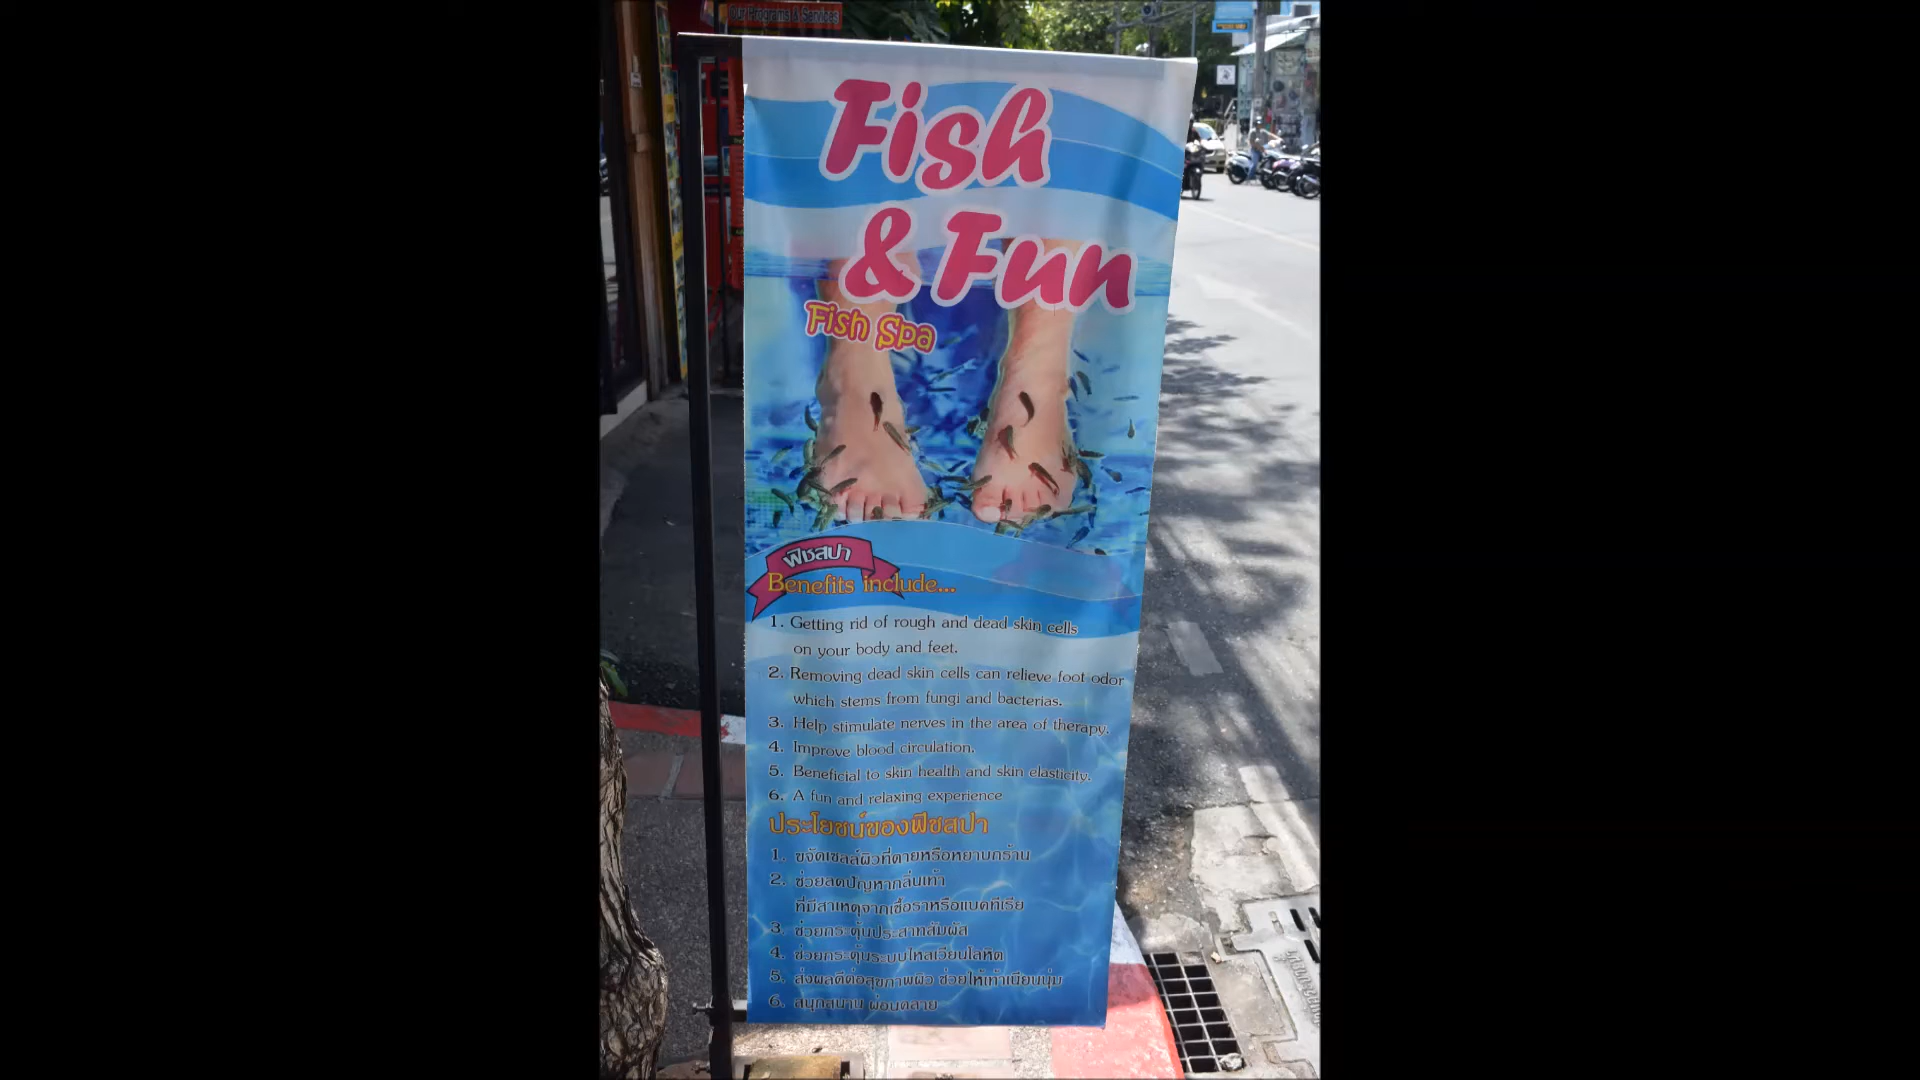 our Programs & Services
Fish
& Fun
Fish Spa
ฟิชสปา
Benefits include...
1. Getting rid of rough and dead skin cells
on your body and feet.
2. Removing dead skin cells can relieve foot odor
which stems from fungi and bacterias.
3. Help stimulate nerves in the area of therapy.
4. Improve blood circulation.
5. Beneficial to skin health and skin elasticity.
6. A fun and relaxing experience
ประโยชน์ของฟิชสปา
1. ขจัดเซลล์ผิวที่ตายหรือหยาบกร้าน
2. ช่วยลดปัญหากลิ่นเท้า
ที่มีสาเหตุจากเชื้อราหรือแบคทีเรีย
3. ช่วยกระตุ้นประสาทสัมผัส
4. ช่วยกระตุ้นระบบไหลเวียนโลหิต
5. ส่งผลดีต่อสุขภาพผิว ช่วยให้เท้าเนียนนุ่ม
6. สนุกสนาน ผ่อนคลาย